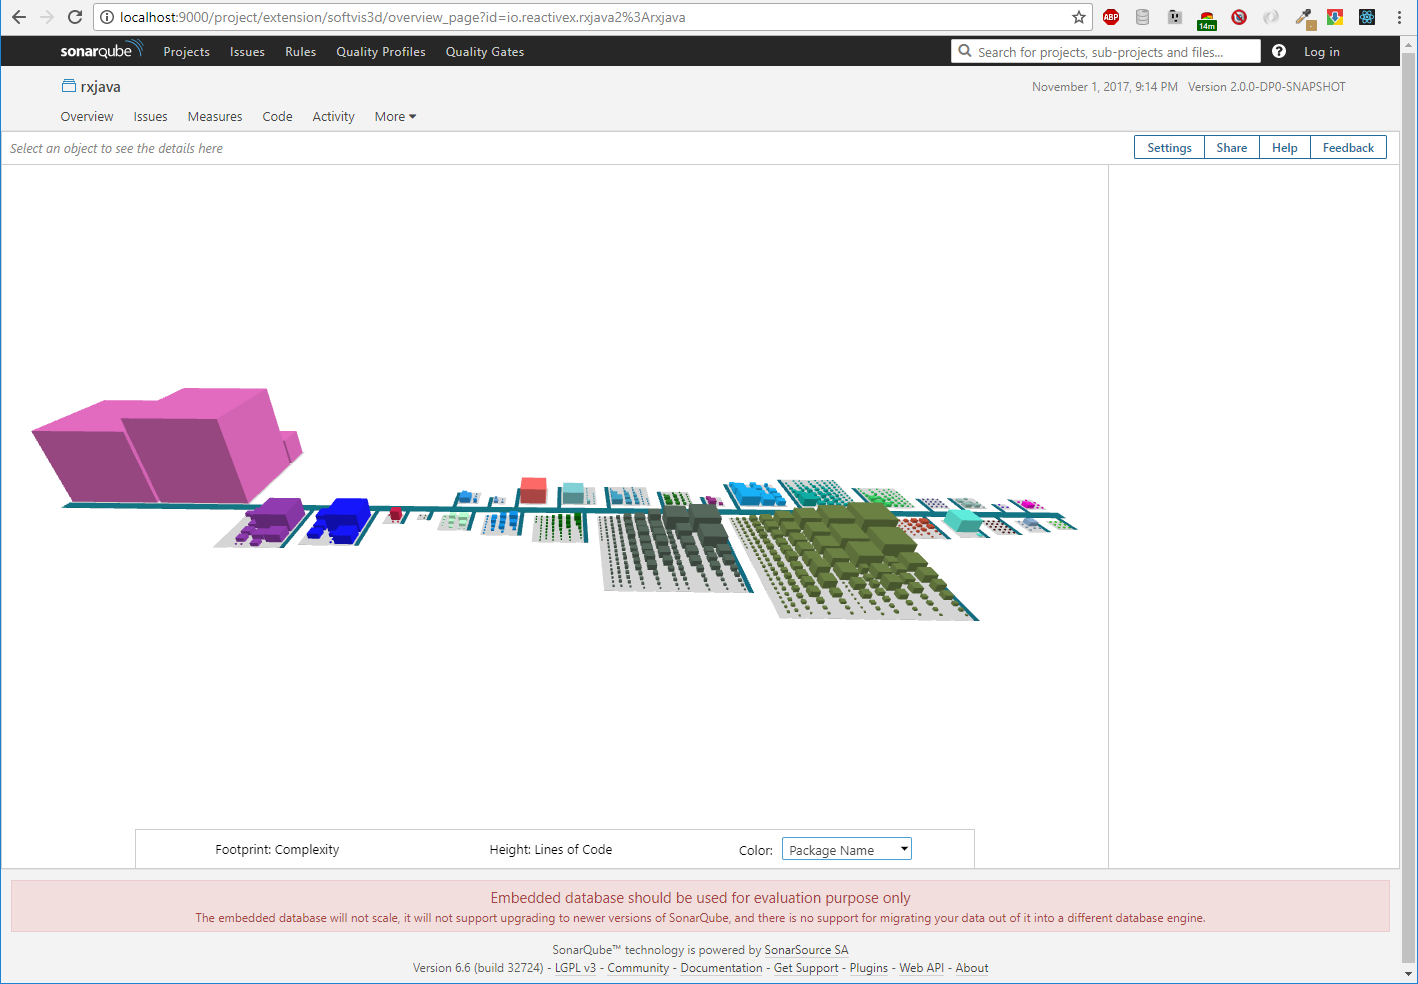 localhost:9000/project/extension/softvis3d/overview_page?id=io.reactivex.rxjava2%3Arxjava
ABP
14m
sonarqube Projects Issues Rules Quality Profiles Quality Gates Search for projects, sub-projects and files... ? Log in
rxjava November 1, 2017, 9:14 PM Version 2.0.0-DP0-SNAPSHOT
Overview Issues Measures Code Activity More
Select an object to see the details here Settings Share Help Feedback
Footprint: Complexity Height: Lines of Code Color: Package Name
Embedded database should be used for evaluation purpose only
The embedded database will not scale, it will not support upgrading to newer versions of SonarQube, and there is no support for migrating your data out of it into a different database engine.
SonarQube™ technology is powered by SonarSource SA
Version 6.6 (build 32724) - LGPL v3 - Community - Documentation - Get Support - Plugins - Web API - About